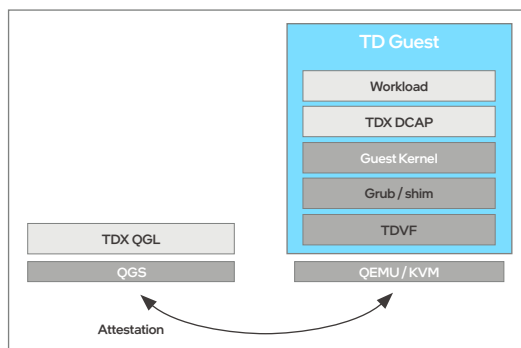 TD Guest
Workload
TDX DCAP
Guest Kernel
Grub / shim
TDVF
TDX QGL
QGS
QEMU / KVM
Attestation